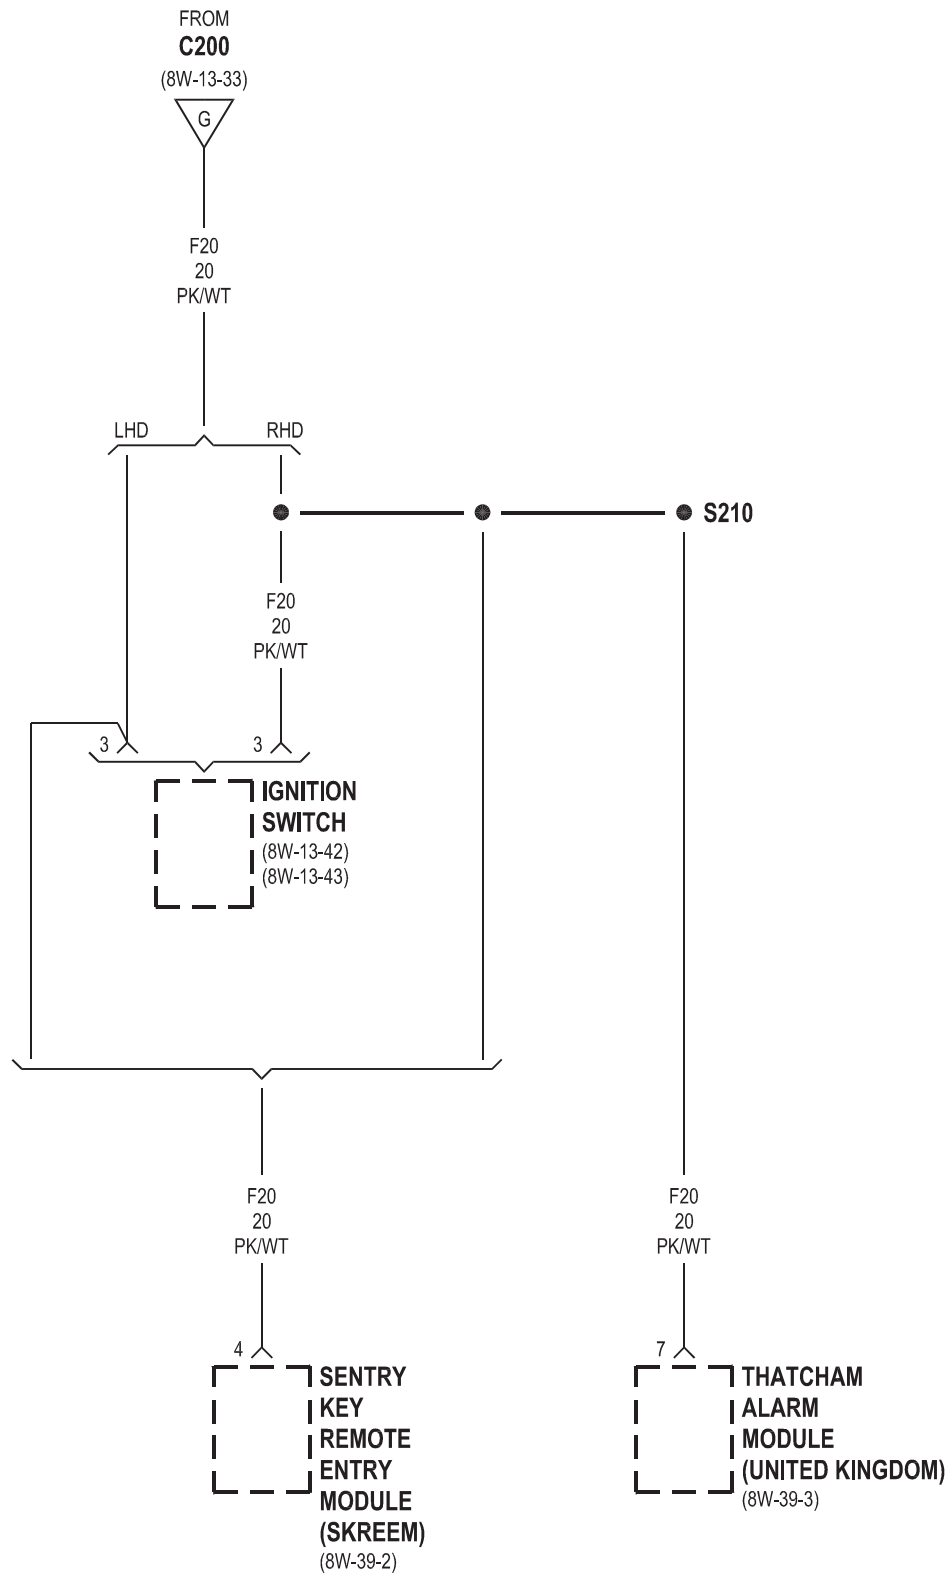 FROM
C200
(8W-13-33)
G
F20
20
PK/WT
LHD
RHD
S210
F20
20
PK/WT
3
3
IGNITION
SWITCH
(8W-13-42)
(8W-13-43)
F20
20
PK/WT
F20
20
PK/WT
4
SENTRY
KEY
REMOTE
ENTRY
MODULE
(SKREEM)
(8W-39-2)
7
THATCHAM
ALARM
MODULE
(UNITED KINGDOM)
(8W-39-3)